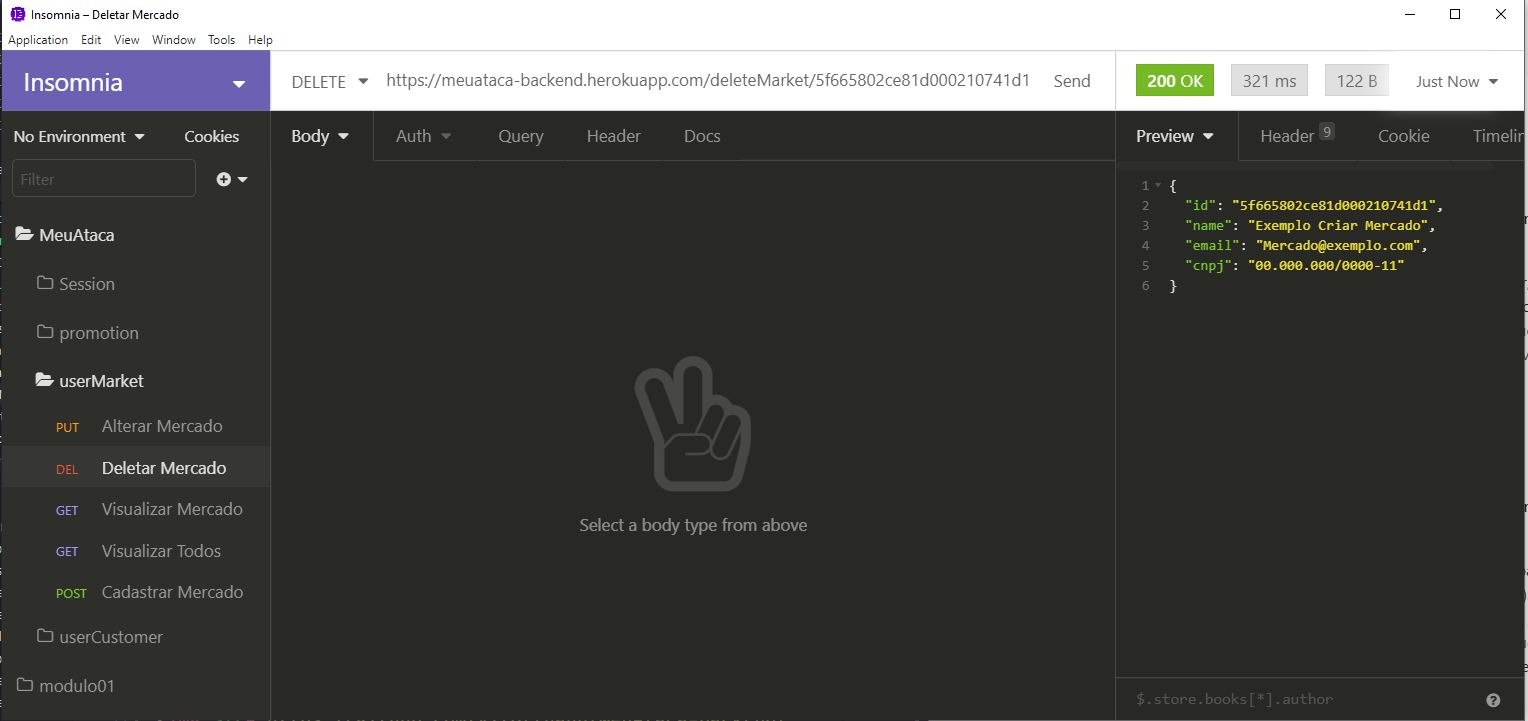 Insomnia – Deletar Mercado
Application Edit View Window Tools Help
Insomnia
DELETE https://meuataca-backend.herokuapp.com/deleteMarket/5f665802ce81d000210741d1 Send
200 OK 321 ms 122 B Just Now
No Environment Cookies
Body Auth Query Header Docs
Preview Header 9 Cookie Timelin
Filter
MeuAtaca
Session
promotion
userMarket
PUT Alterar Mercado
DEL Deletar Mercado
GET Visualizar Mercado
GET Visualizar Todos
POST Cadastrar Mercado
userCustomer
modulo01
Select a body type from above
1 {
2 "id": "5f665802ce81d000210741d1",
3 "name": "Exemplo Criar Mercado",
4 "email": "Mercado@exemplo.com",
5 "cnpj": "00.000.000/0000-11"
6 }
$.store.books[*].author